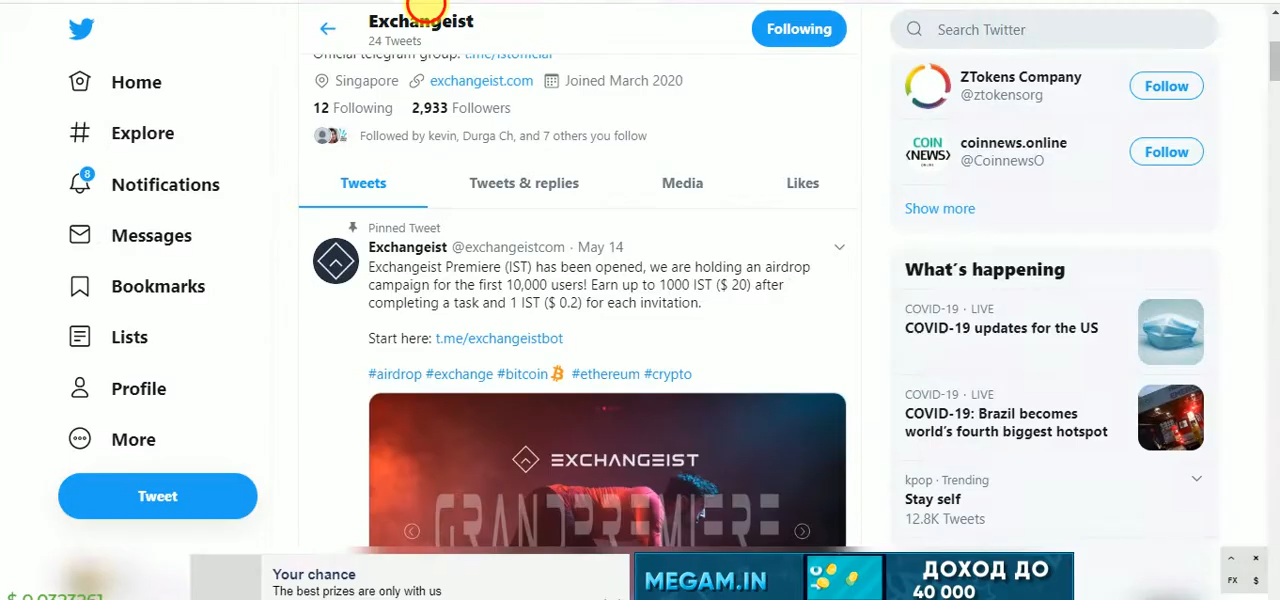 Exchangeist
24 Tweets
Following
Search Twitter
Official telegram group: t.me/istofficial
Singapore exchangeist.com Joined March 2020
12 Following 2,933 Followers
Followed by kevin, Durga Ch, and 7 others you follow
Tweets Tweets & replies Media Likes
Home
Explore
8
Notifications
Messages
Bookmarks
Lists
Profile
More
Tweet
Pinned Tweet
Exchangeist @exchangeistcom · May 14
Exchangeist Premiere (IST) has been opened, we are holding an airdrop
campaign for the first 10,000 users! Earn up to 1000 IST ($ 20) after
completing a task and 1 IST ($ 0.2) for each invitation.
Start here: t.me/exchangeistbot
#airdrop #exchange #bitcoin #ethereum #crypto
EXCHANGEIST
GRANDPREMIERE
ZTokens Company
@ztokensorg
Follow
COIN
<NEWS>
ONLINE
coinnews.online
@CoinnewsO
Follow
Show more
What's happening
COVID-19 · LIVE
COVID-19 updates for the US
COVID-19 · LIVE
COVID-19: Brazil becomes
world's fourth biggest hotspot
kpop · Trending
Stay self
12.8K Tweets
Your chance
The best prizes are only with us
MEGAM.IN
ДОХОД ДО
40 000
FX $
$ 0.0323261